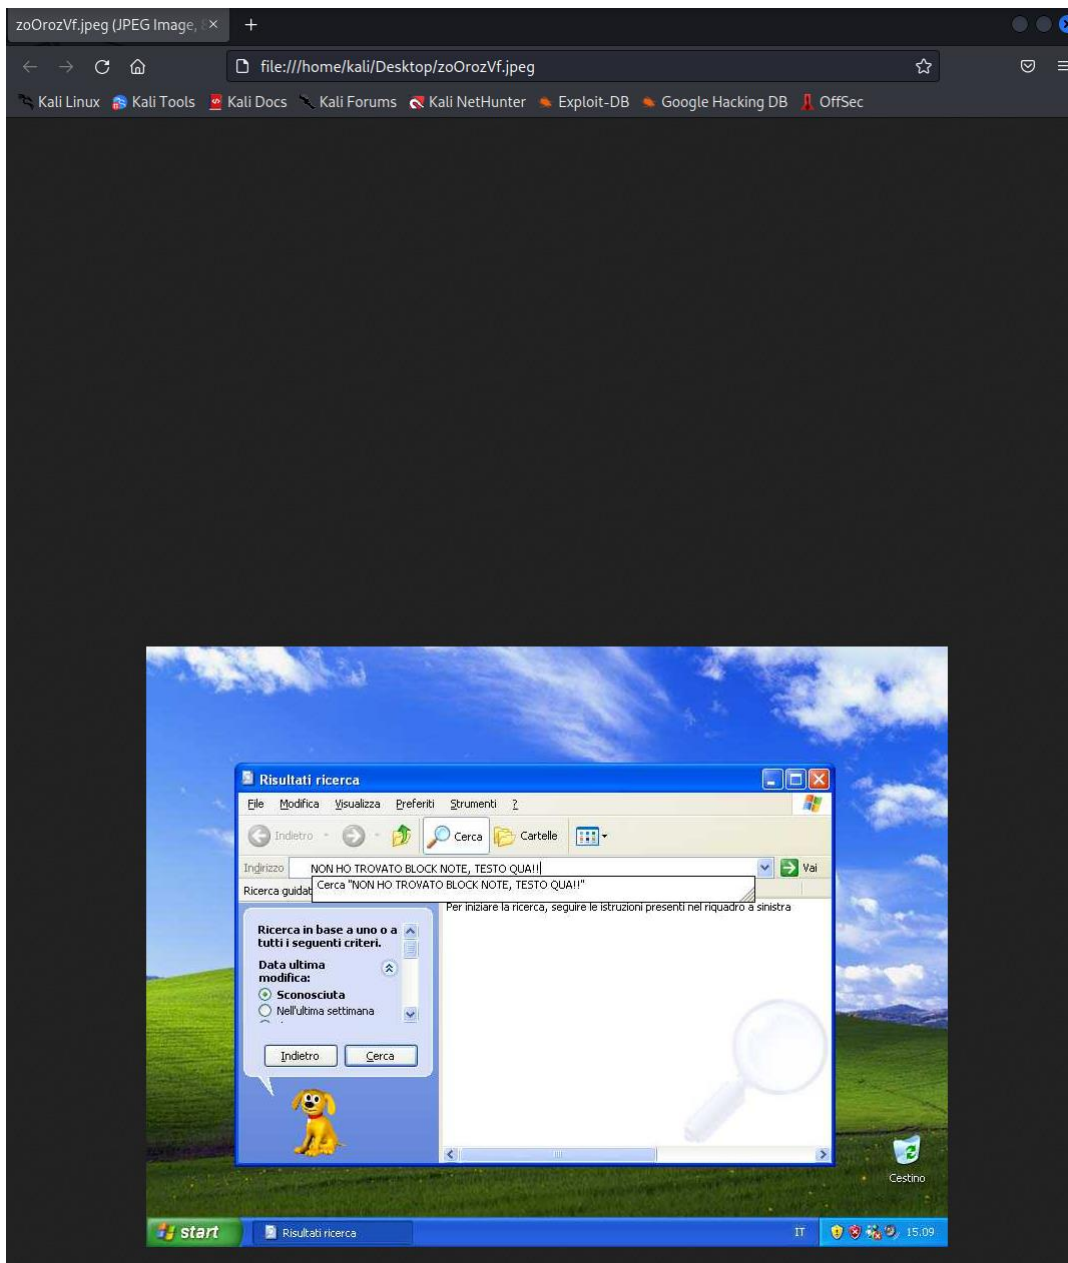 zoOrozVf.jpeg (JPEG Image,
file:///home/kali/Desktop/zoOrozVf.jpeg
Kali Linux Kali Tools Kali Docs Kali Forums Kali NetHunter Exploit-DB Google Hacking DB OffSec
Risultati ricerca
File Modifica Visualizza Preferiti Strumenti ?
Indietro Cerca Cartelle
Indirizzo NON HO TROVATO BLOCK NOTE, TESTO QUA!! Vai
Ricerca guidat Cerca "NON HO TROVATO BLOCK NOTE, TESTO QUA!!"
Per iniziare la ricerca, seguire le istruzioni presenti nel riquadro a sinistra
Ricerca in base a uno o a
tutti i seguenti criteri.
Data ultima
modifica:
Sconosciuta
Nell'ultima settimana
Indietro Cerca
Cestino
start Risultati ricerca IT 15.09